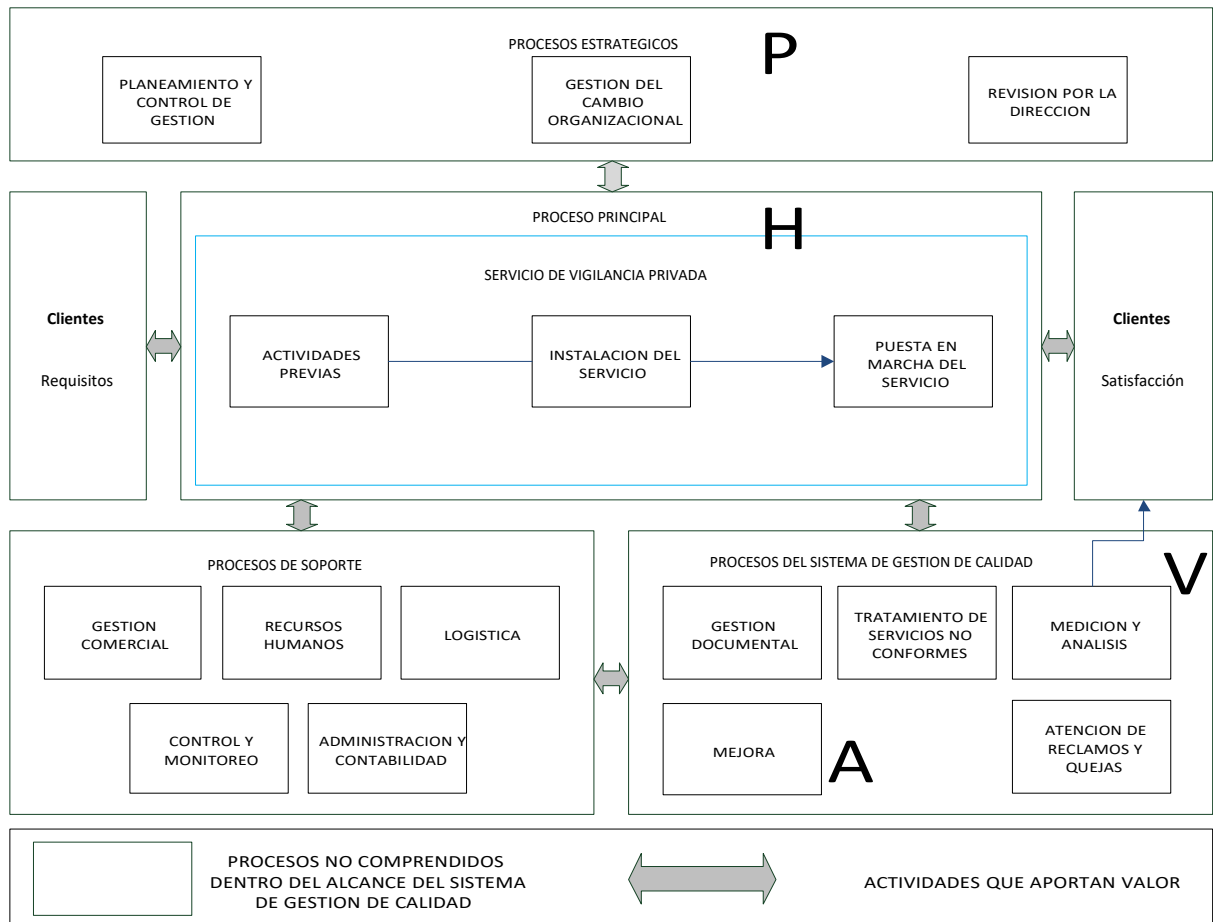 PROCESOS ESTRATEGICOS
P
PLANEAMIENTO Y
CONTROL DE
GESTION
GESTION DEL
CAMBIO
ORGANIZACIONAL
REVISION POR LA
DIRECCION
Clientes
Requisitos
PROCESO PRINCIPAL
H
SERVICIO DE VIGILANCIA PRIVADA
ACTIVIDADES
PREVIAS
INSTALACION DEL
SERVICIO
PUESTA EN
MARCHA DEL
SERVICIO
Clientes
Satisfacción
PROCESOS DE SOPORTE
GESTION
COMERCIAL
RECURSOS
HUMANOS
LOGISTICA
CONTROL Y
MONITOREO
ADMINISTRACION Y
CONTABILIDAD
PROCESOS DEL SISTEMA DE GESTION DE CALIDAD
V
GESTION
DOCUMENTAL
TRATAMIENTO DE
SERVICIOS NO
CONFORMES
MEDICION Y
ANALISIS
MEJORA
A
ATENCION DE
RECLAMOS Y
QUEJAS
PROCESOS NO COMPRENDIDOS
DENTRO DEL ALCANCE DEL SISTEMA
DE GESTION DE CALIDAD
ACTIVIDADES QUE APORTAN VALOR